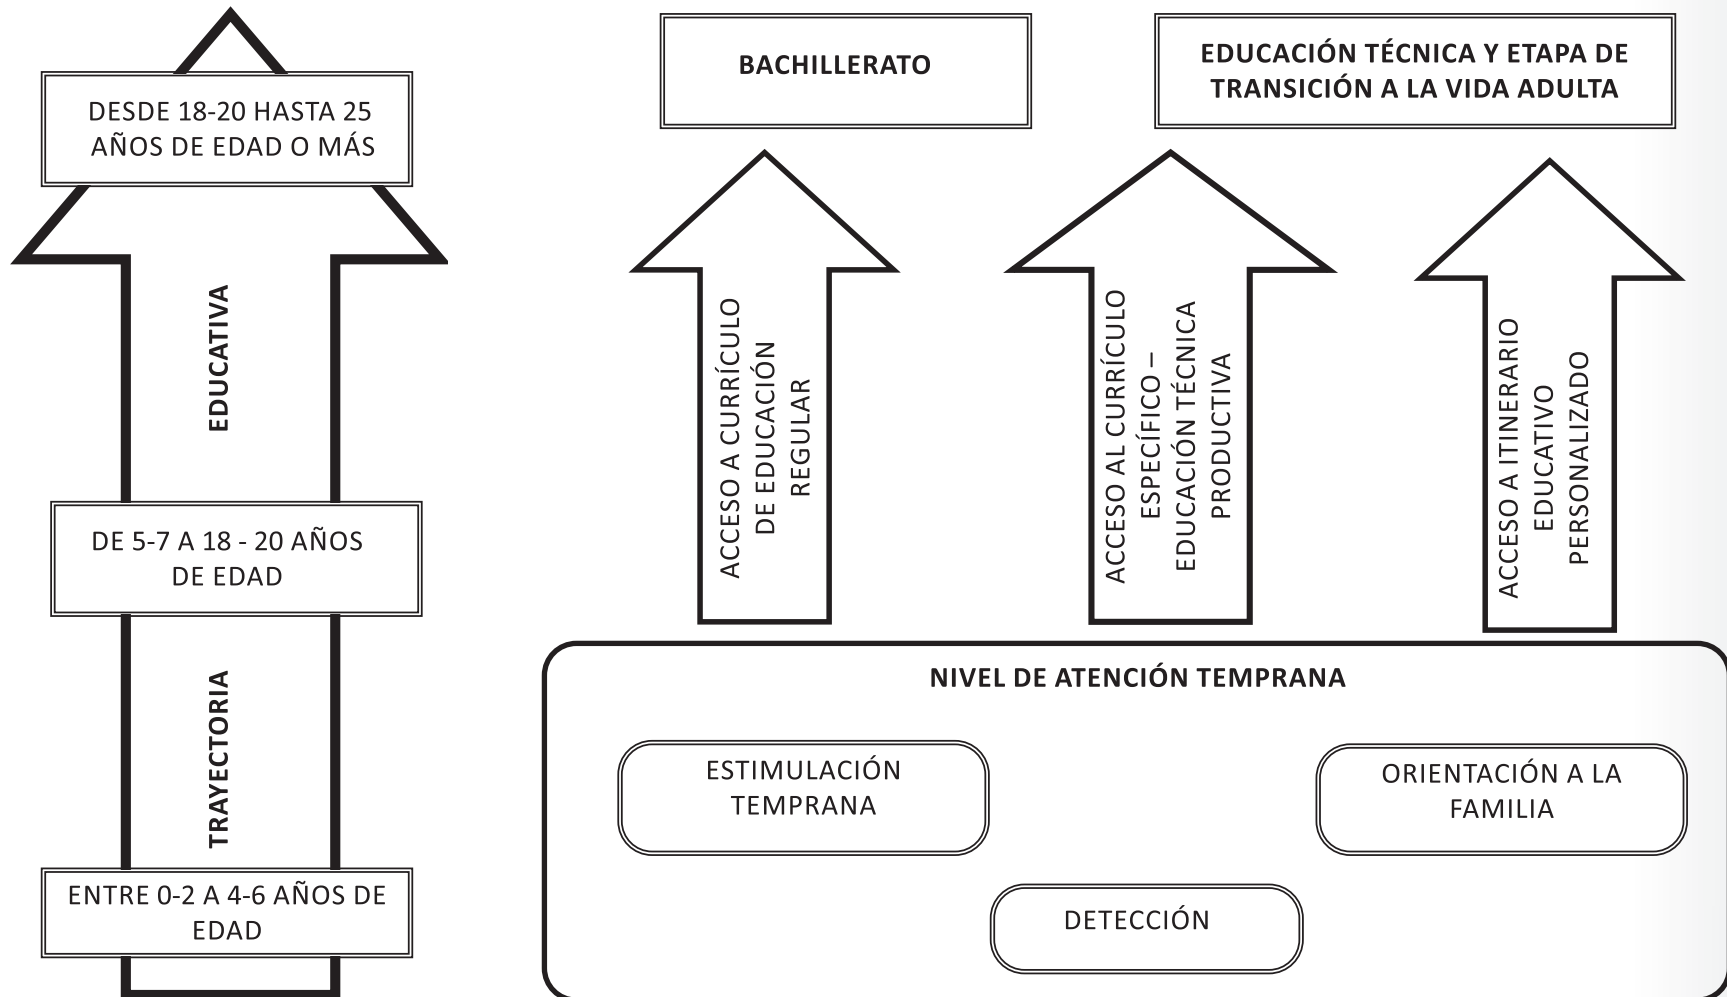 DESDE 18-20 HASTA 25
AÑOS DE EDAD O MÁS
EDUCATIVA
DE 5-7 A 18 - 20 AÑOS
DE EDAD
TRAYECTORIA
ENTRE 0-2 A 4-6 AÑOS DE
EDAD
BACHILLERATO
EDUCACIÓN TÉCNICA Y ETAPA DE
TRANSICIÓN A LA VIDA ADULTA
ACCESO A CURRÍCULO
DE EDUCACIÓN
REGULAR
ACCESO AL CURRÍCULO
ESPECÍFICO –
EDUCACIÓN TÉCNICA
PRODUCTIVA
ACCESO A ITINERARIO
EDUCATIVO
PERSONALIZADO
NIVEL DE ATENCIÓN TEMPRANA
ESTIMULACIÓN
TEMPRANA
ORIENTACIÓN A LA
FAMILIA
DETECCIÓN